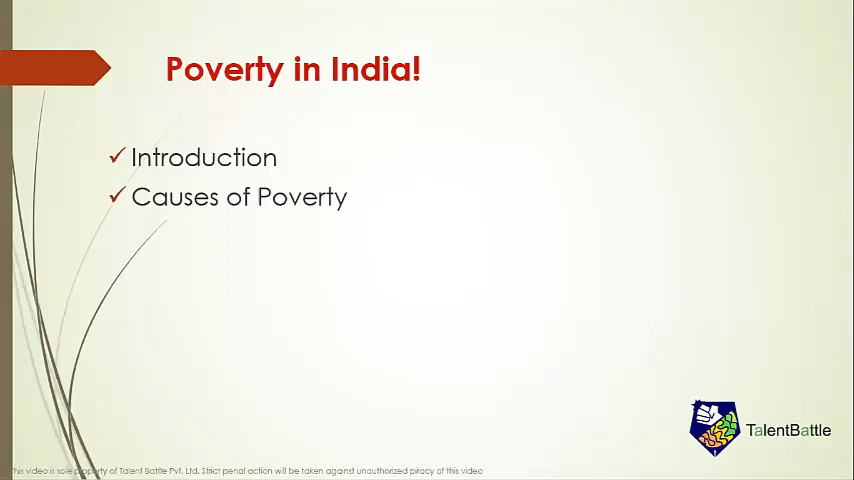 Poverty in India!
Introduction
Causes of Poverty
TalentBattle
This video is sole property of Talent Battle Pvt. Ltd. Strict penal action will be taken against unauthorized piracy of this video